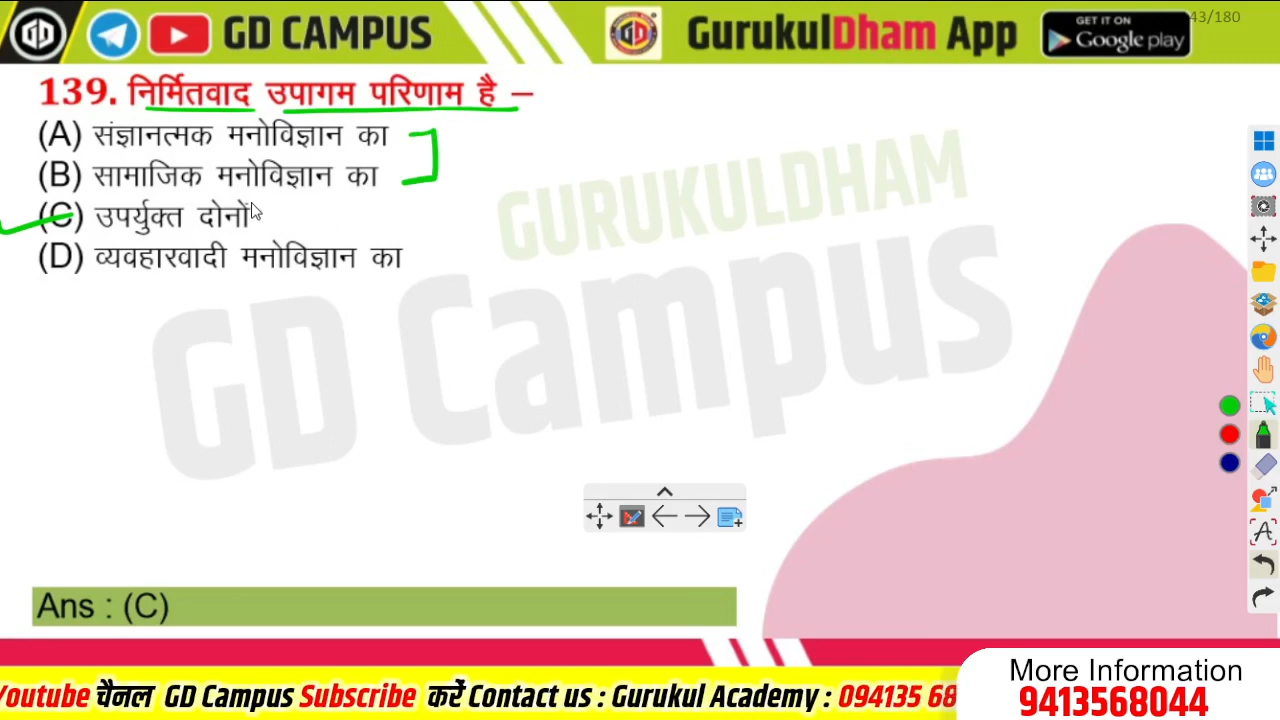 GD CAMPUS
GD
GurukulDham App
GET IT ON
Google play
43/180
139. निर्मितवाद उपागम परिणाम है –
(A) संज्ञानत्मक मनोविज्ञान का
(B) सामाजिक मनोविज्ञान का
(C) उपर्युक्त दोनों
(D) व्यवहारवादी मनोविज्ञान का
GURUKULDHAM
GD Campus
Ans : (C)
More Information
9413568044
Youtube चैनल GD Campus Subscribe करें Contact us : Gurukul Academy : 094135 68